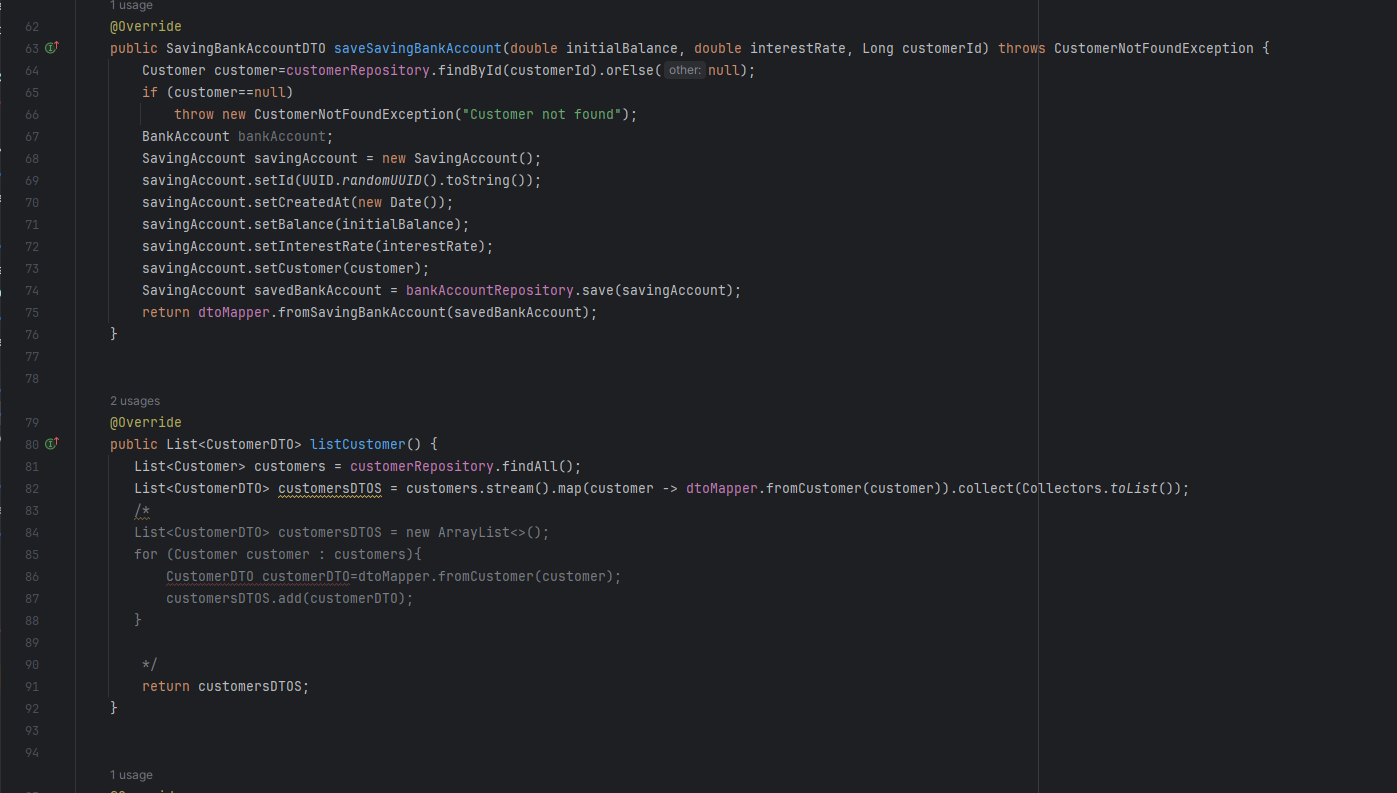 1 usage
62 @Override
63 public SavingBankAccountDTO saveSavingBankAccount(double initialBalance, double interestRate, Long customerId) throws CustomerNotFoundException {
64 Customer customer=customerRepository.findById(customerId).orElse( other: null);
65 if (customer==null)
66 throw new CustomerNotFoundException("Customer not found");
67 BankAccount bankAccount;
68 SavingAccount savingAccount = new SavingAccount();
69 savingAccount.setId(UUID.randomUUID().toString());
70 savingAccount.setCreatedAt(new Date());
71 savingAccount.setBalance(initialBalance);
72 savingAccount.setInterestRate(interestRate);
73 savingAccount.setCustomer(customer);
74 SavingAccount savedBankAccount = bankAccountRepository.save(savingAccount);
75 return dtoMapper.fromSavingBankAccount(savedBankAccount);
76 }
77
78
2 usages
79 @Override
80 public List<CustomerDTO> listCustomer() {
81 List<Customer> customers = customerRepository.findAll();
82 List<CustomerDTO> customersDTOS = customers.stream().map(customer -> dtoMapper.fromCustomer(customer)).collect(Collectors.toList());
83 /*
84 List<CustomerDTO> customersDTOS = new ArrayList<>();
85 for (Customer customer : customers){
86 CustomerDTO customerDTO=dtoMapper.fromCustomer(customer);
87 customersDTOS.add(customerDTO);
88 }
89
90 */
91 return customersDTOS;
92 }
93
94
1 usage